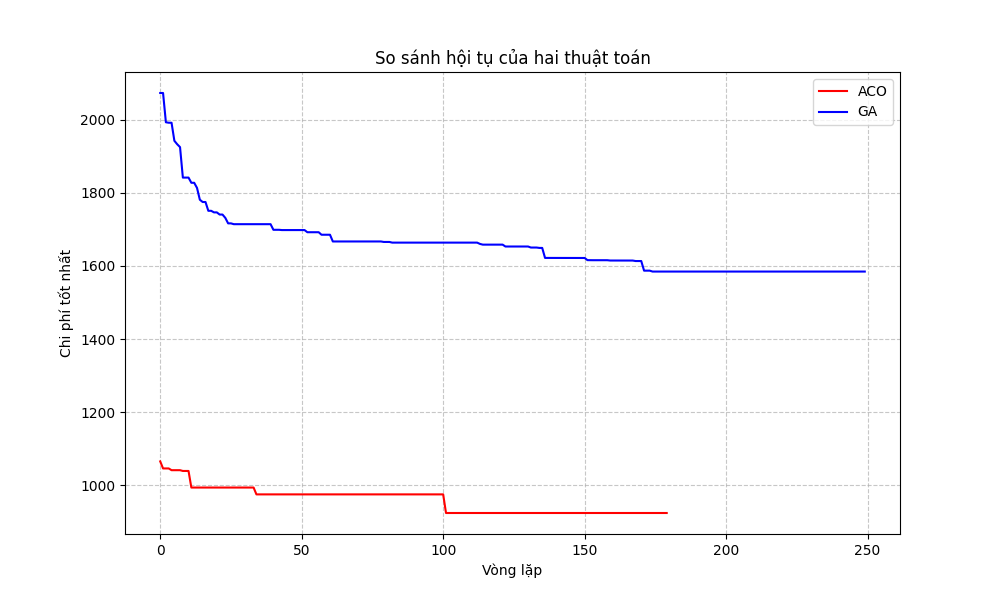 So sánh hội tụ của hai thuật toán
ACO
GA
Chi phí tốt nhất
2000
1800
1600
1400
1200
1000
0 50 100 150 200 250
Vòng lặp